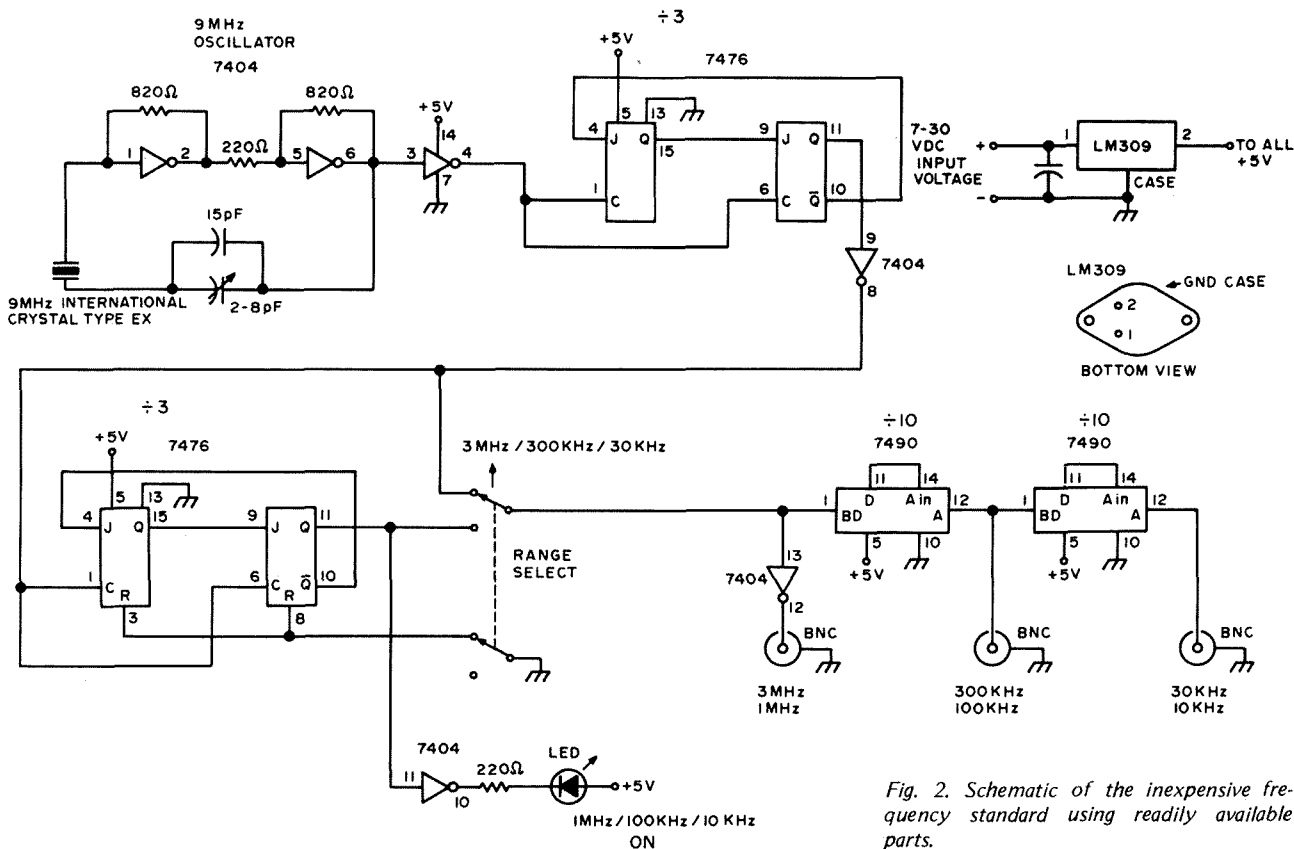 9MHz
OSCILLATOR
7404
820Ω
820Ω
1
2
220Ω
5
6
+5V
14
3
4
7
15pF
2-8pF
9MHz INTERNATIONAL
CRYSTAL TYPE EX
÷3
+5V
7476
5
13
4
J
Q
15
1
C
9
J
Q
11
6
C
Q̅
10
9
7404
8
7-30
VDC
INPUT
VOLTAGE
+
-
1
LM309
2
TO ALL
+5V
CASE
LM309
GND CASE
2
1
BOTTOM VIEW
÷3
+5V
7476
5
13
4
J
Q
15
1
C
R
3
9
J
Q
11
6
C
Q̅
10
R
8
3MHz/300KHz/30KHz
RANGE
SELECT
÷10
7490
11
14
1
D
A in
12
BD
A
5
10
+5V
÷10
7490
11
14
1
D
A in
12
BD
A
5
10
+5V
13
7404
12
BNC
3MHz
1MHz
BNC
300KHz
100KHz
BNC
30KHz
10KHz
7404
11
10
220Ω
LED
+5V
1MHz/100KHz/10 KHz
ON
Fig. 2. Schematic of the inexpensive fre-
quency standard using readily available
parts.